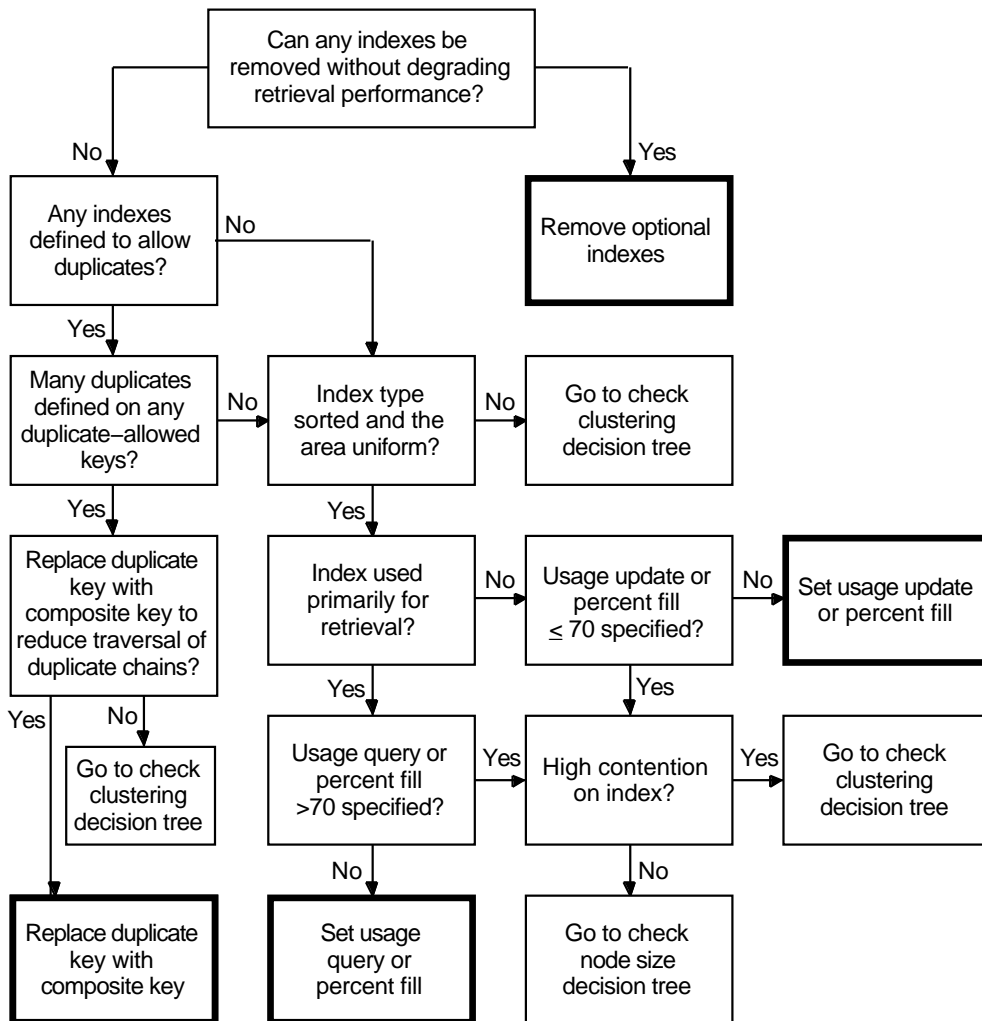 Can any indexes be
removed without degrading
retrieval performance?
No
Yes
Any indexes
defined to allow
duplicates?
No
Remove optional
indexes
Yes
Many duplicates
defined on any
duplicate–allowed
keys?
No
Index type
sorted and the
area uniform?
No
Go to check
clustering
decision tree
Yes
Yes
Replace duplicate
key with
composite key to
reduce traversal of
duplicate chains?
Index used
primarily for
retrieval?
No
Usage update or
percent fill
≤ 70 specified?
No
Set usage update
or percent fill
Yes
No
Yes
Yes
Go to check
clustering
decision tree
Usage query or
percent fill
>70 specified?
Yes
High contention
on index?
Yes
Go to check
clustering
decision tree
No
No
Replace duplicate
key with
composite key
Set usage
query or
percent fill
Go to check
node size
decision tree